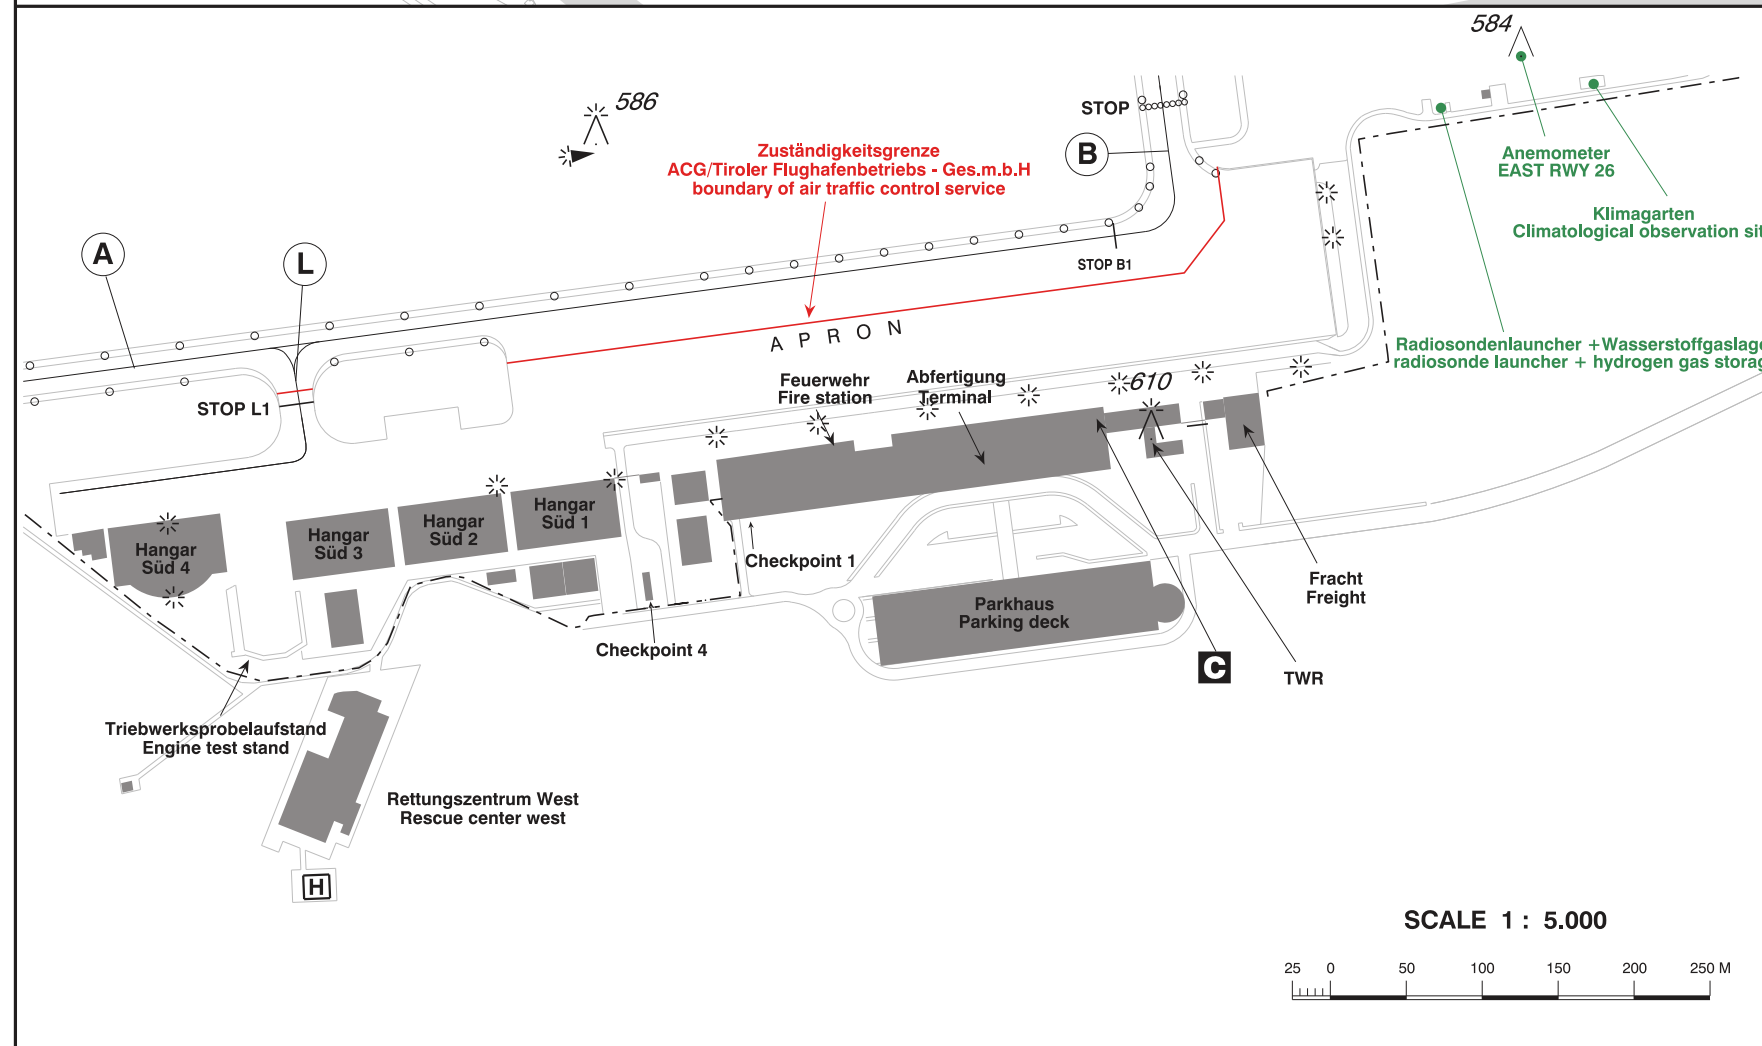 584
586
STOP
B
Zuständigkeitsgrenze
ACG/Tiroler Flughafenbetriebs - Ges.m.b.H
boundary of air traffic control service
Anemometer
EAST RWY 26
Klimagarten
Climatological observation sit
A
L
STOP B1
APRON
Radiosondenlauncher +Wasserstoffgaslage
radiosonde launcher + hydrogen gas storag
STOP L1
Feuerwehr
Fire station
Abfertigung
Terminal
610
Hangar
Süd 1
Hangar
Süd 2
Hangar
Süd 3
Hangar
Süd 4
Checkpoint 1
Fracht
Freight
Parkhaus
Parking deck
Checkpoint 4
C
TWR
Triebwerksprobelaufstand
Engine test stand
Rettungszentrum West
Rescue center west
H
SCALE 1 : 5.000
25 0 50 100 150 200 250 M